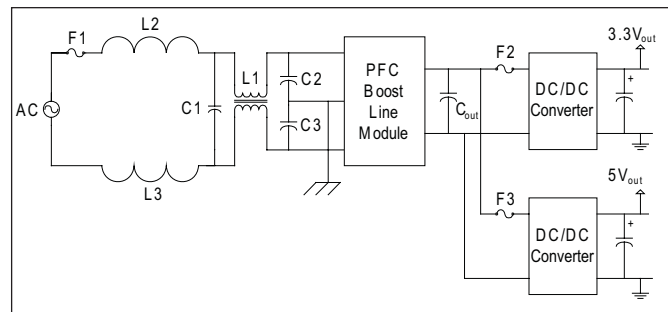 F1
L2
AC
C1
L1
C2
C3
L3
PFC
Boost
Line
Module
Cout
F2
DC/DC
Converter
3.3Vout
+
F3
DC/DC
Converter
5Vout
+